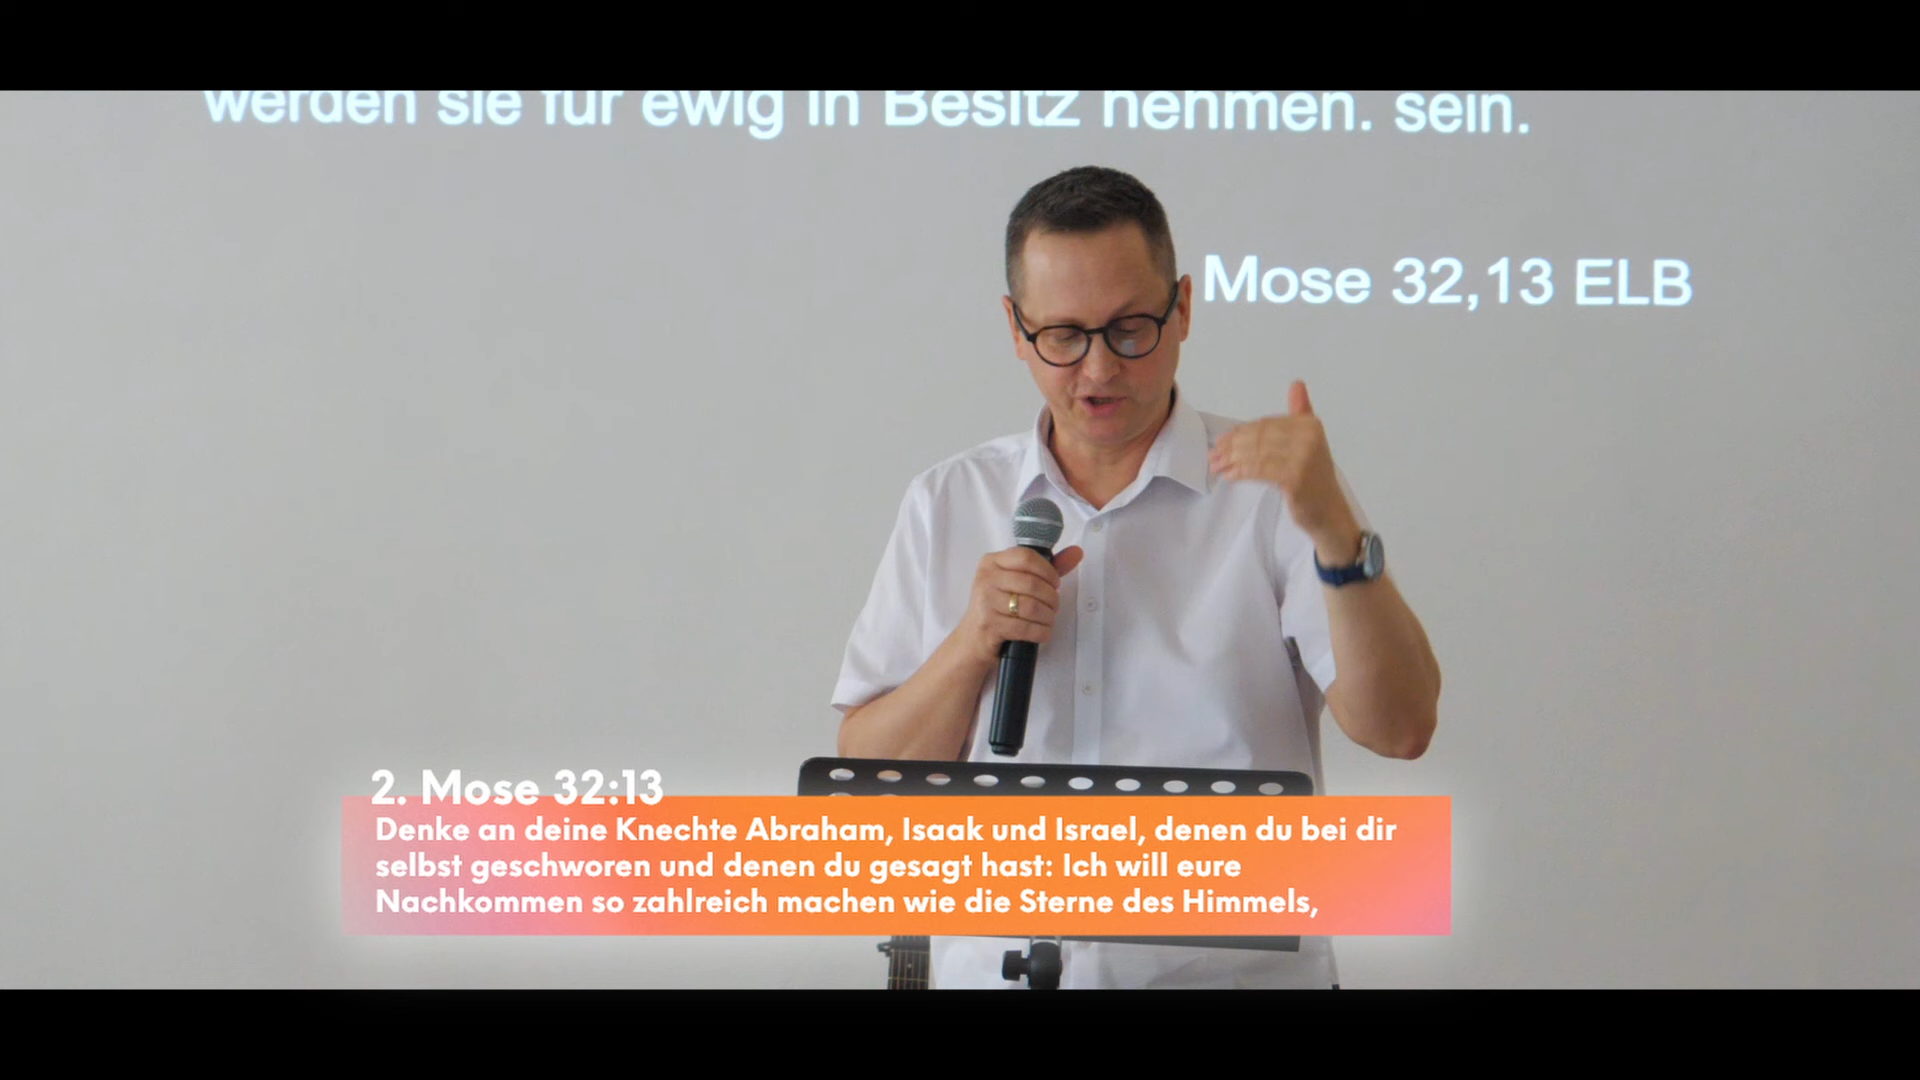 werden sie für ewig in Besitz nehmen. sein.
Mose 32,13 ELB
2. Mose 32:13
Denke an deine Knechte Abraham, Isaak und Israel, denen du bei dir
selbst geschworen und denen du gesagt hast: Ich will eure
Nachkommen so zahlreich machen wie die Sterne des Himmels,